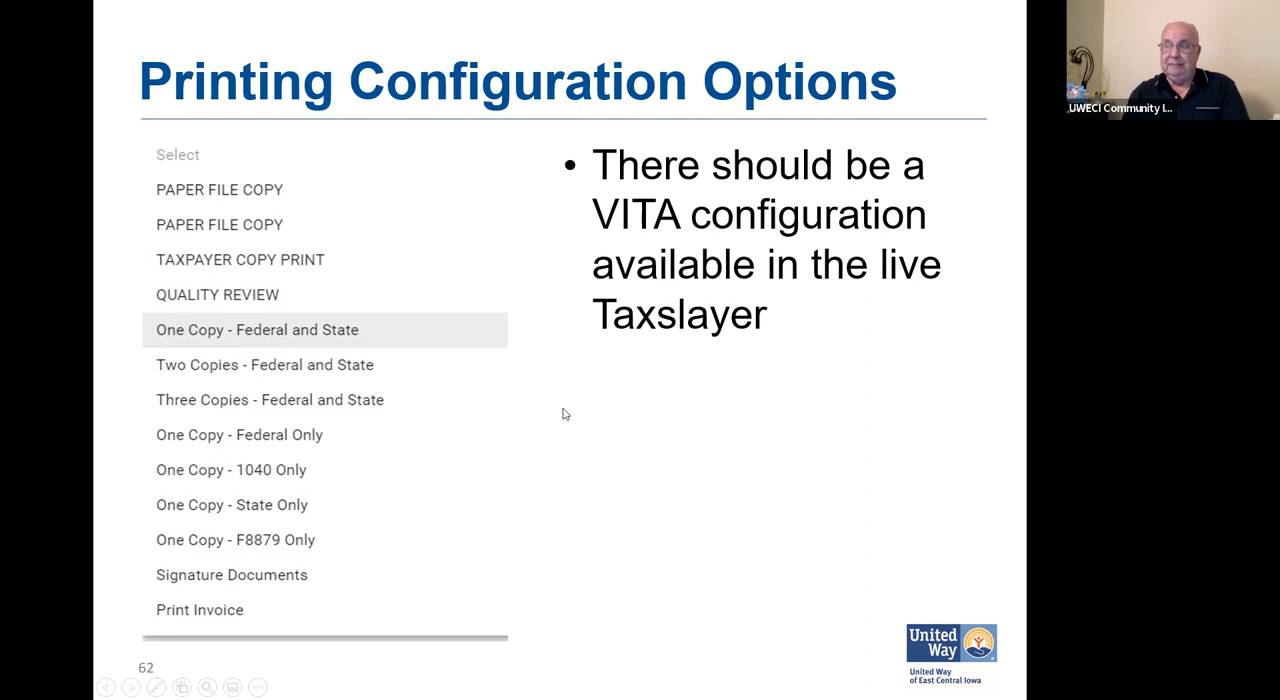 Printing Configuration Options
Select
PAPER FILE COPY
PAPER FILE COPY
TAXPAYER COPY PRINT
QUALITY REVIEW
One Copy - Federal and State
Two Copies - Federal and State
Three Copies - Federal and State
One Copy - Federal Only
One Copy - 1040 Only
One Copy - State Only
One Copy - F8879 Only
Signature Documents
Print Invoice
• There should be a
VITA configuration
available in the live
Taxslayer
62
United
Way
United Way
of East Central Iowa
UWECI Community I...